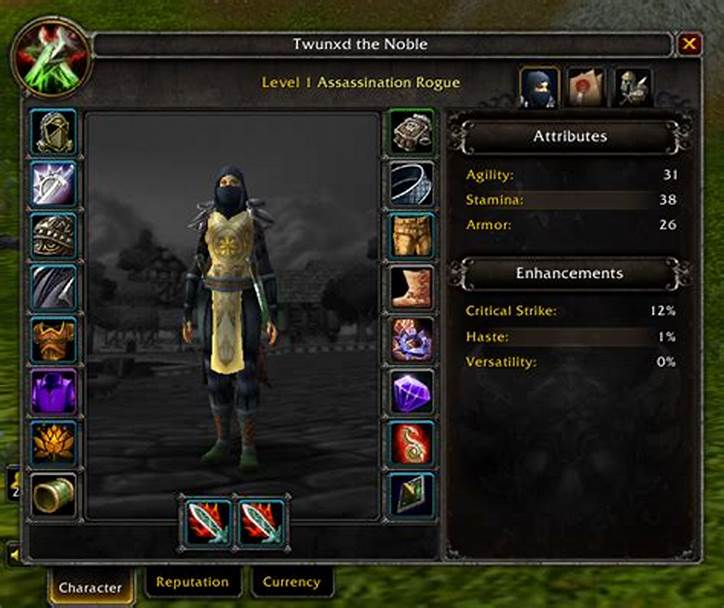 Twunxd the Noble
Level 1 Assassination Rogue
Attributes
Agility: 31
Stamina: 38
Armor: 26
Enhancements
Critical Strike: 12%
Haste: 1%
Versatility: 0%
2
Character Reputation Currency